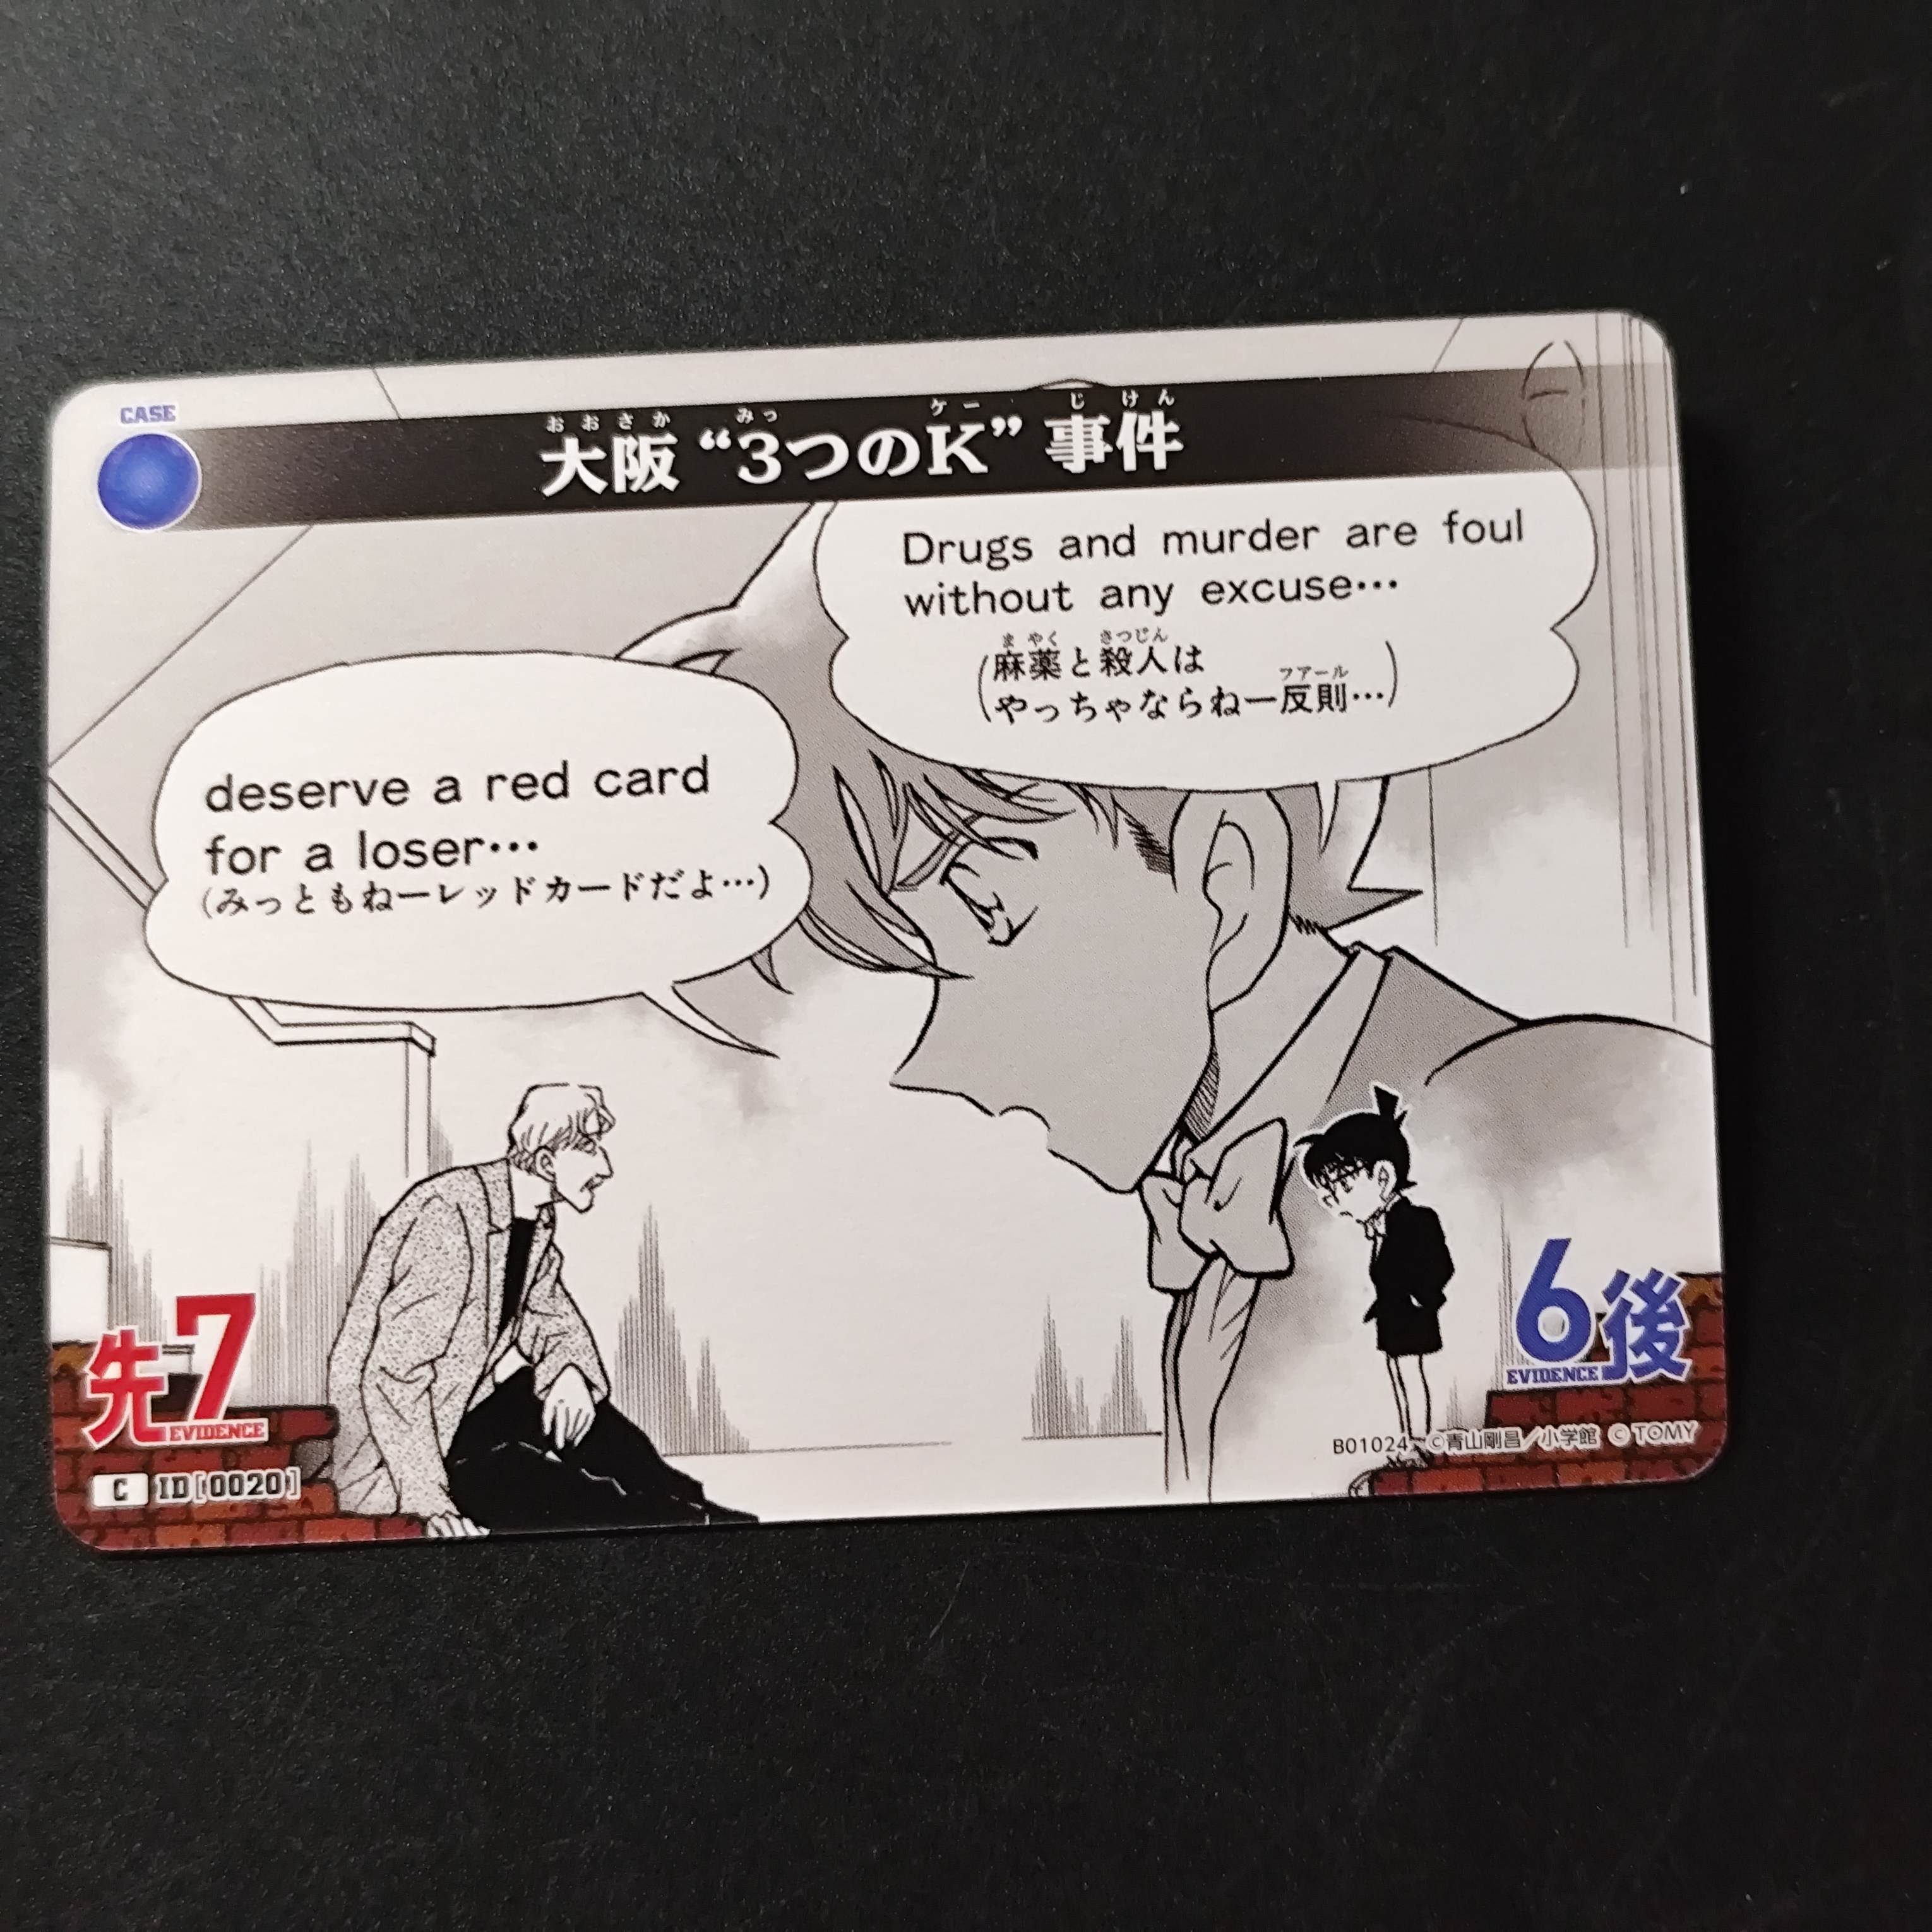 CASE
おおさか みっ ケー じけん
大阪“3つのK”事件
Drugs and murder are foul
without any excuse…
まやく さつじん
(麻薬と殺人は
ファール
やっちゃならねー反則…)
deserve a red card
for a loser…
(みっともねーレッドカードだよ…)
先7
EVIDENCE
6後
EVIDENCE
C ID[0020]
B01024 ©青山剛昌／小学館 © TOMY